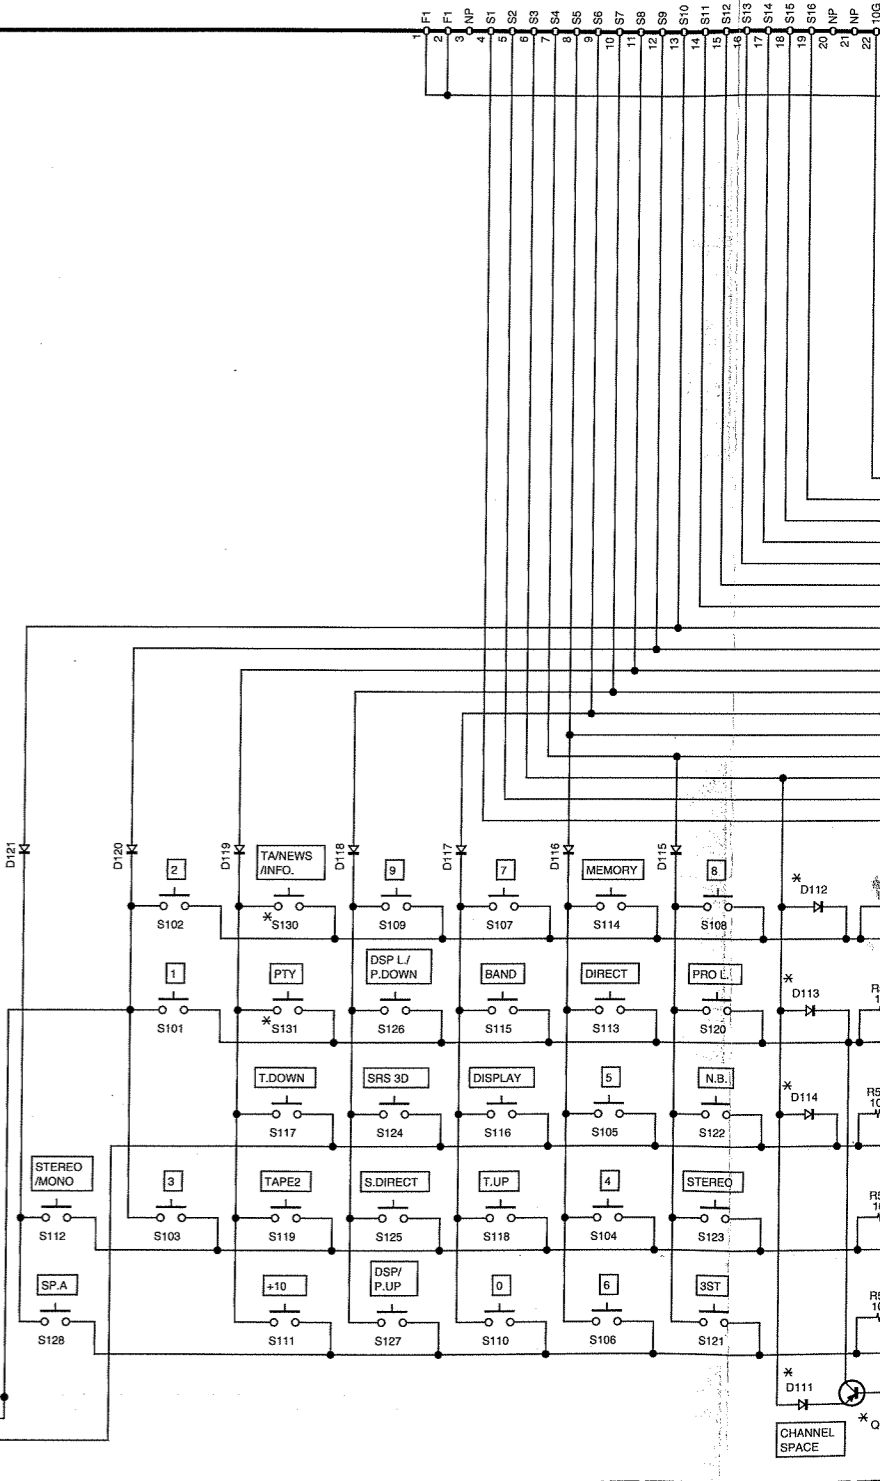 F1 F1 NP S1 S2 S3 S4 S5 S6 S7 S8 S9 S10 S11 S12 S13 S14 S15 S16 NP NP 10G
1 2 3 4 5 6 7 8 9 10 11 12 13 14 15 16 17 18 19 20 21 22
D121 D120 D119 D118 D117 D116 D115
2
TA/NEWS
/INFO.
9
7
MEMORY
8
* D112
S102
* S130
S109
S107
S114
S108
1
PTY
DSP L./
P.DOWN
BAND
DIRECT
PRO L.
* D113
S101
* S131
S126
S115
S113
S120
T.DOWN
SRS 3D
DISPLAY
5
N.B.
* D114
S117
S124
S116
S105
S122
STEREO
/MONO
3
TAPE2
S.DIRECT
T.UP
4
STEREO
S112
S103
S119
S125
S118
S104
S123
SP.A
+10
DSP/
P.UP
0
6
3ST
S128
S111
S127
S110
S106
S121
* D111
* Q
CHANNEL
SPACE